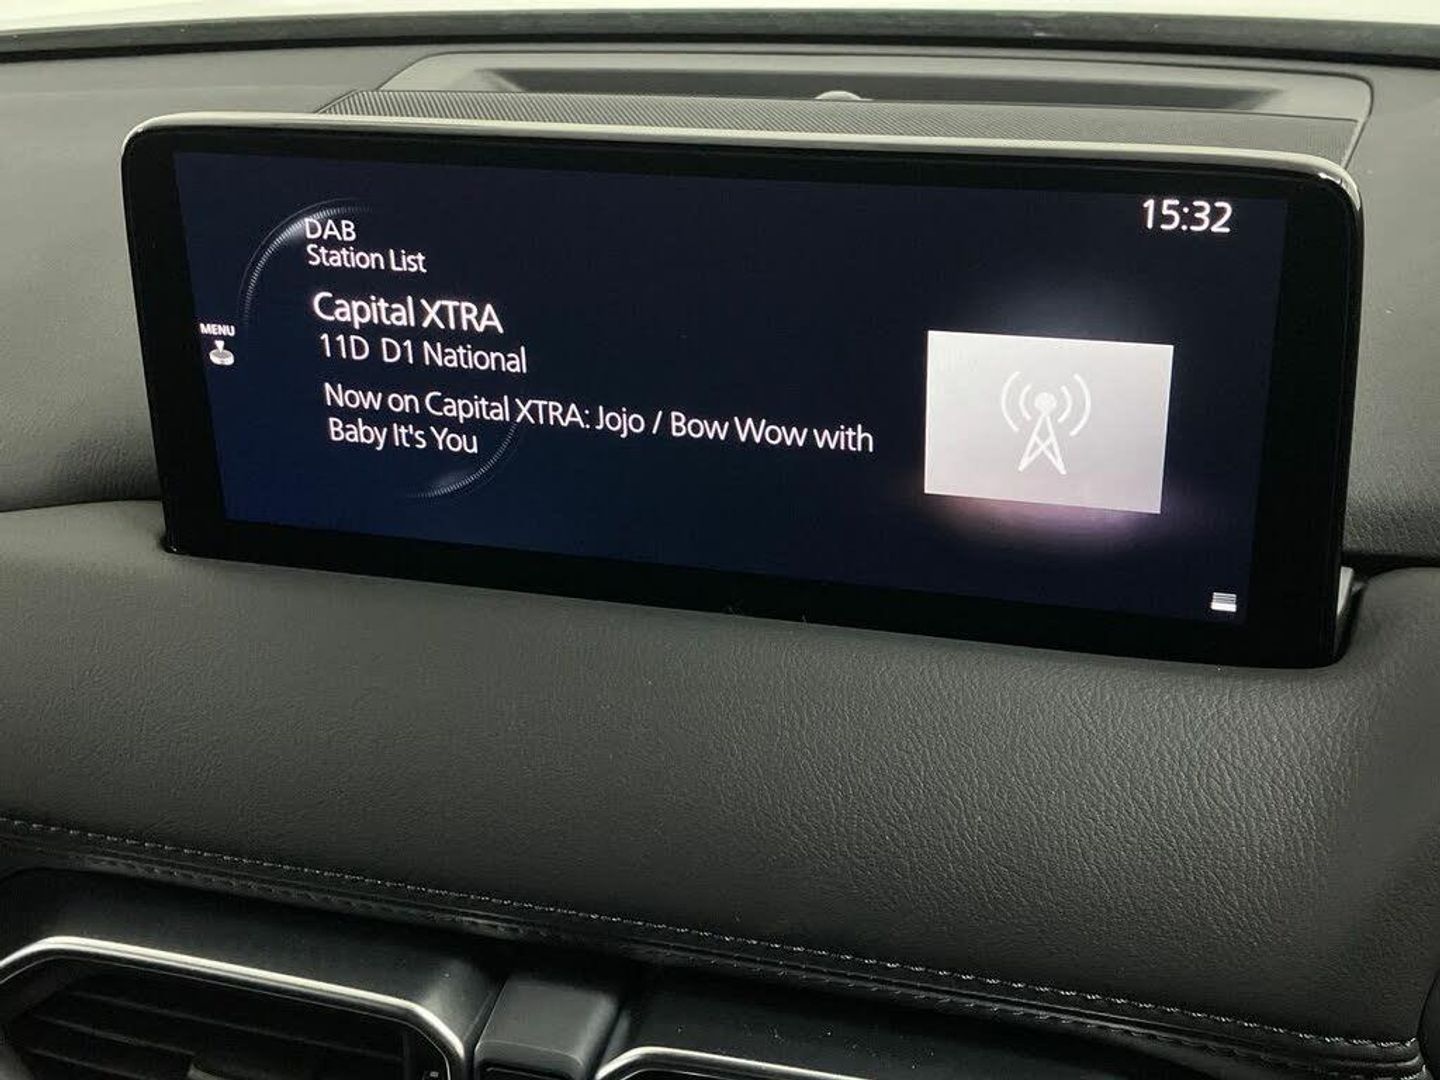 15:32
DAB
Station List
MENU
Capital XTRA
11D D1 National
Now on Capital XTRA: Jojo / Bow Wow with
Baby It's You